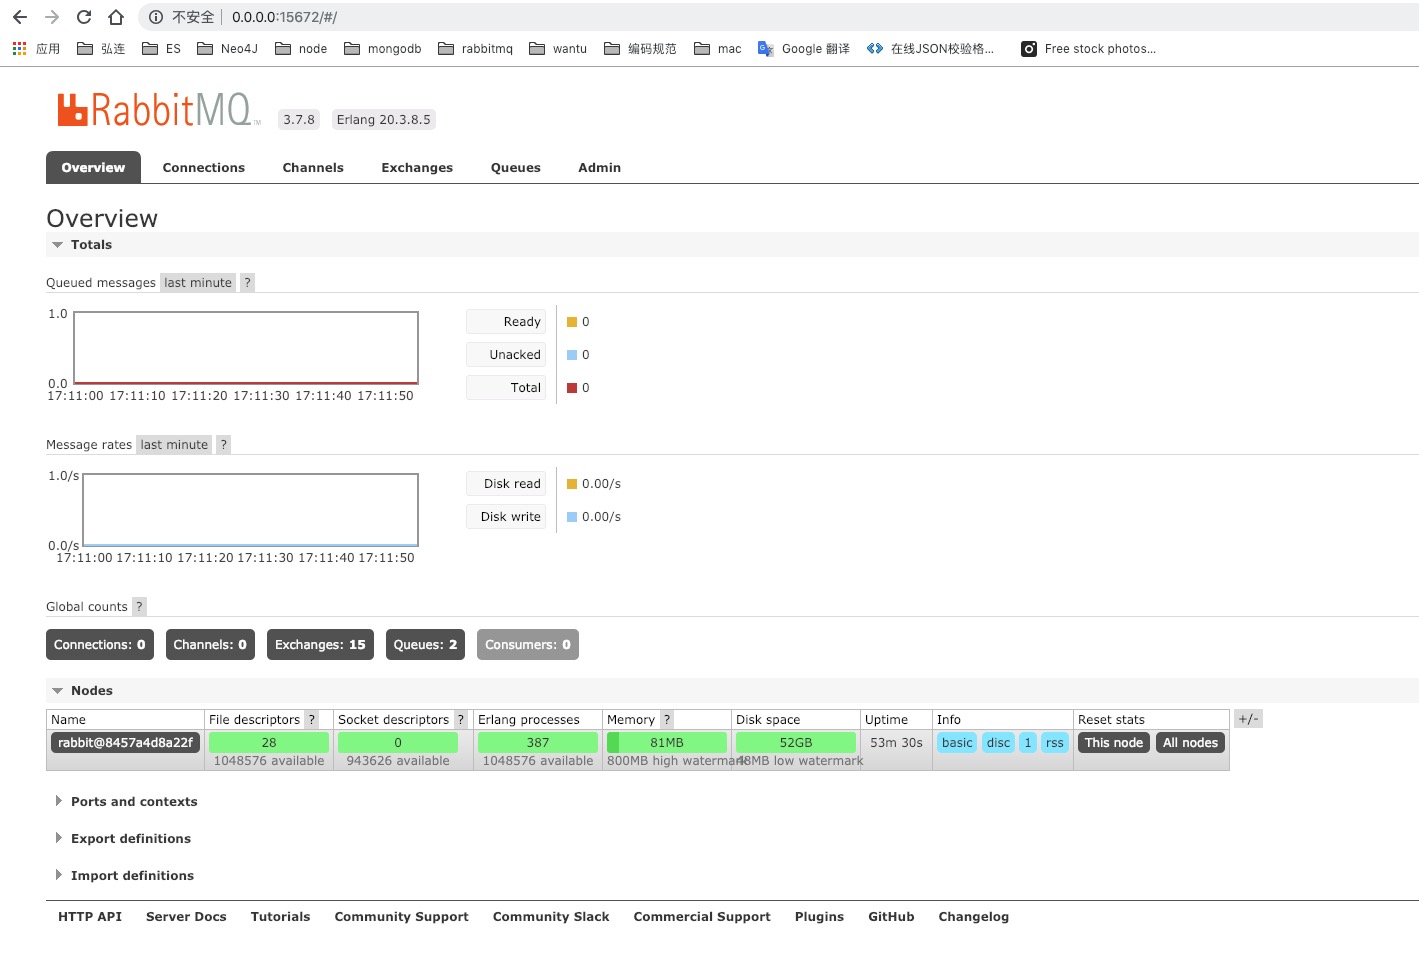 不安全 0.0.0.0:15672/#/
应用 弘连 ES Neo4J node mongodb rabbitmq wantu 编码规范 mac Google 翻译 在线JSON校验格... Free stock photos...
RabbitMQ TM 3.7.8 Erlang 20.3.8.5
Overview Connections Channels Exchanges Queues Admin
Overview
Totals
Queued messages last minute ?
1.0
0.0
17:11:00 17:11:10 17:11:20 17:11:30 17:11:40 17:11:50
Ready 0
Unacked 0
Total 0
Message rates last minute ?
1.0/s
0.0/s
17:11:00 17:11:10 17:11:20 17:11:30 17:11:40 17:11:50
Disk read 0.00/s
Disk write 0.00/s
Global counts ?
Connections: 0 Channels: 0 Exchanges: 15 Queues: 2 Consumers: 0
Nodes
Name File descriptors ? Socket descriptors ? Erlang processes Memory ? Disk space Uptime Info Reset stats +/-
rabbit@8457a4d8a22f 28 0 387 81MB 52GB 53m 30s basic disc 1 rss This node All nodes
1048576 available 943626 available 1048576 available 800MB high watermark 48MB low watermark
Ports and contexts
Export definitions
Import definitions
HTTP API Server Docs Tutorials Community Support Community Slack Commercial Support Plugins GitHub Changelog